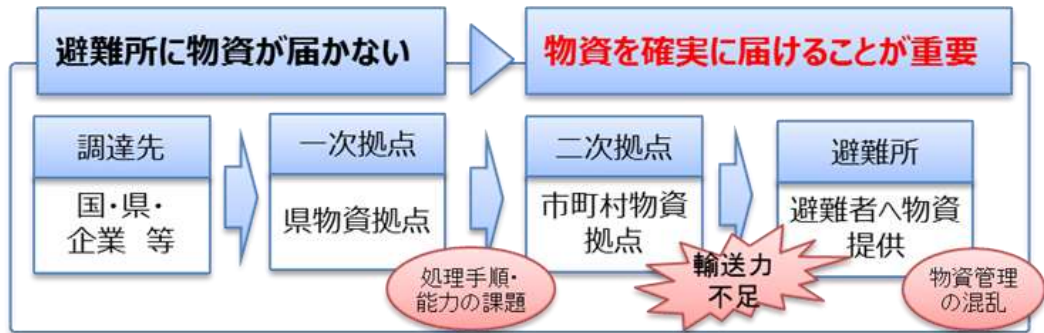 避難所に物資が届かない
物資を確実に届けることが重要
調達先
国・県・
企業 等
一次拠点
県物資拠点
処理手順・
能力の課題
二次拠点
市町村物資
拠点
輸送力
不足
避難所
避難者へ物資
提供
物資管理
の混乱